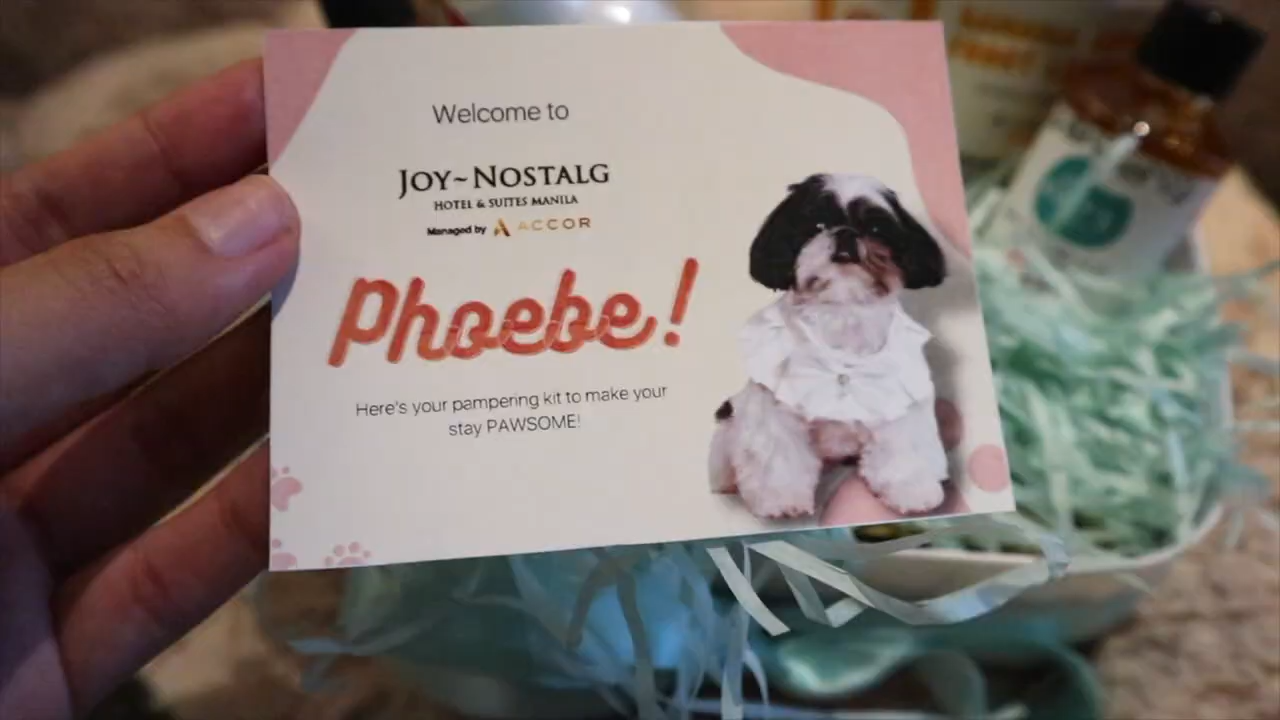 Welcome to
JOY~NOSTALG
HOTEL & SUITES MANILA
Managed by ACCOR
Phoebe!
Here's your pampering kit to make your
stay PAWSOME!